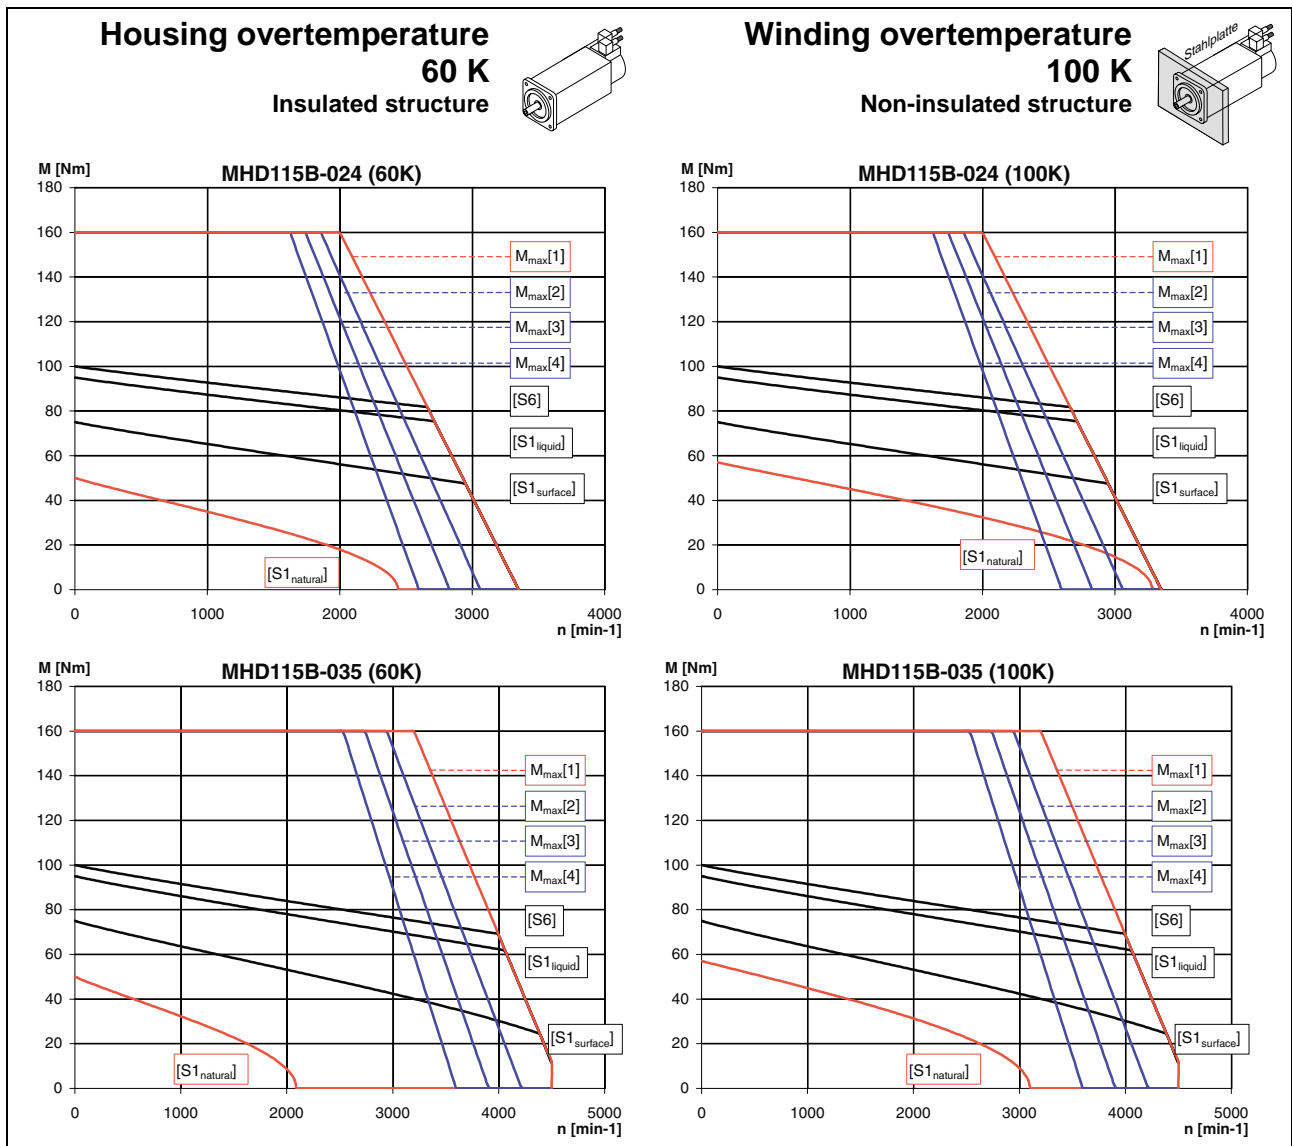 Housing overtemperature
60 K
Insulated structure
Winding overtemperature
100 K
Non-insulated structure
Stahlplatte
M [Nm]
MHD115B-024 (60K)
180
160
140
120
100
80
60
40
20
0
0 1000 2000 3000 4000
n [min-1]
Mmax[1]
Mmax[2]
Mmax[3]
Mmax[4]
[S6]
[S1liquid]
[S1surface]
[S1natural]
M [Nm]
MHD115B-024 (100K)
180
160
140
120
100
80
60
40
20
0
0 1000 2000 3000 4000
n [min-1]
Mmax[1]
Mmax[2]
Mmax[3]
Mmax[4]
[S6]
[S1liquid]
[S1surface]
[S1natural]
M [Nm]
MHD115B-035 (60K)
180
160
140
120
100
80
60
40
20
0
0 1000 2000 3000 4000 5000
n [min-1]
Mmax[1]
Mmax[2]
Mmax[3]
Mmax[4]
[S6]
[S1liquid]
[S1surface]
[S1natural]
M [Nm]
MHD115B-035 (100K)
180
160
140
120
100
80
60
40
20
0
0 1000 2000 3000 4000 5000
n [min-1]
Mmax[1]
Mmax[2]
Mmax[3]
Mmax[4]
[S6]
[S1liquid]
[S1surface]
[S1natural]